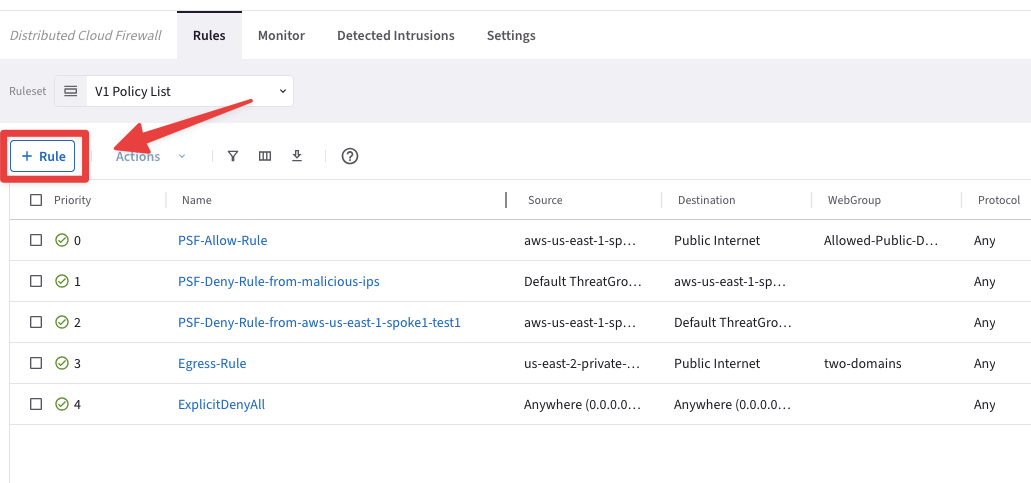 Distributed Cloud Firewall Rules Monitor Detected Intrusions Settings
Ruleset V1 Policy List
+ Rule Actions
Priority Name Source Destination WebGroup Protocol
0 PSF-Allow-Rule aws-us-east-1-sp... Public Internet Allowed-Public-D... Any
1 PSF-Deny-Rule-from-malicious-ips Default ThreatGro... aws-us-east-1-sp... Any
2 PSF-Deny-Rule-from-aws-us-east-1-spoke1-test1 aws-us-east-1-sp... Default ThreatGro... Any
3 Egress-Rule us-east-2-private-... Public Internet two-domains Any
4 ExplicitDenyAll Anywhere (0.0.0.0... Anywhere (0.0.0.0... Any